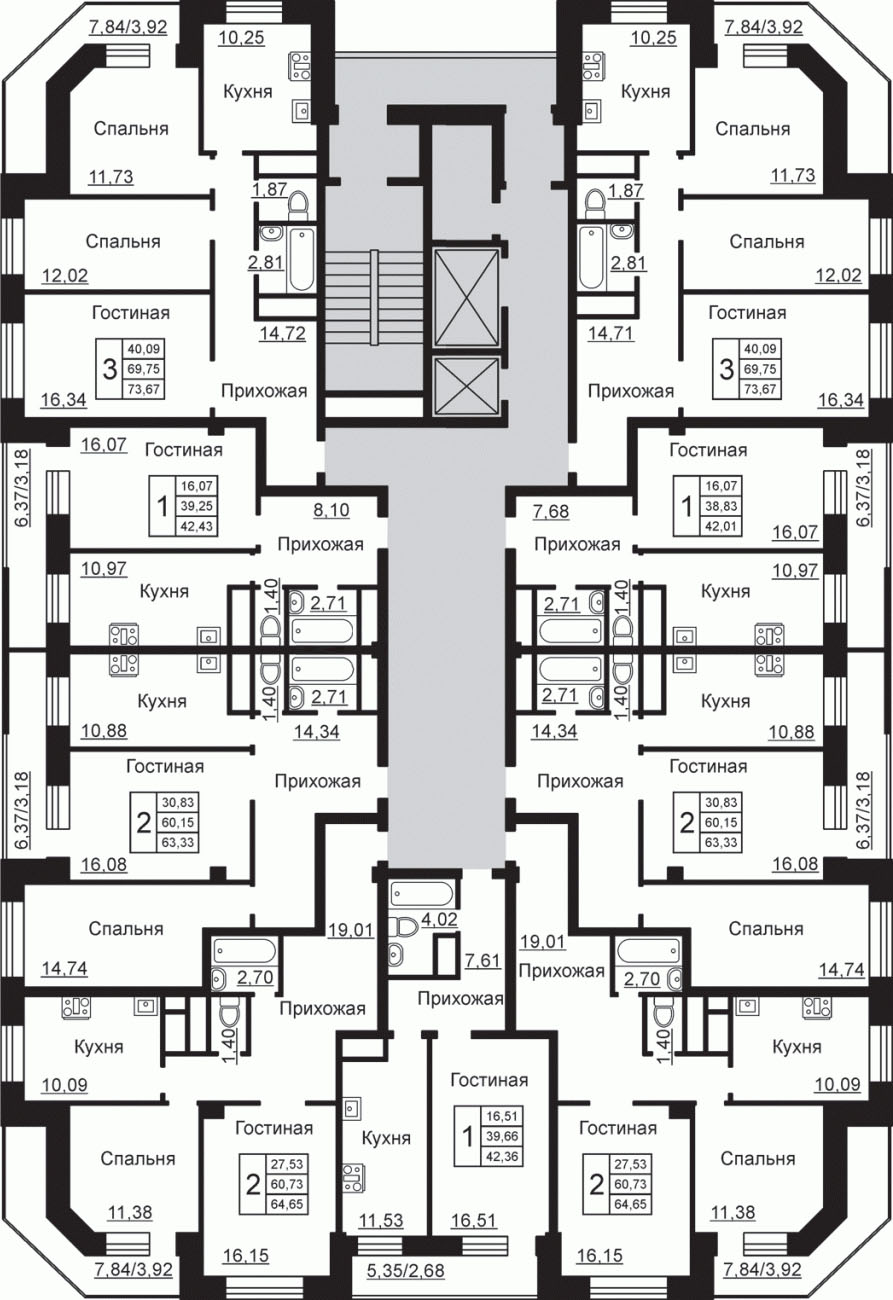 7,84/3,92
10,25
10,25
7,84/3,92
Кухня
Кухня
Спальня
Спальня
11,73
1,87
1,87
11,73
Спальня
Спальня
12,02
2,81
2,81
12,02
Гостиная
14,72
14,71
Гостиная
3
40,09
69,75
73,67
3
40,09
69,75
73,67
16,34
Прихожая
Прихожая
16,34
6,37/3,18
16,07
Гостиная
Гостиная
6,37/3,18
1
16,07
39,25
42,43
8,10
7,68
1
16,07
38,83
42,01
16,07
Прихожая
Прихожая
10,97
Кухня
1,40
2,71
2,71
1,40
Кухня
10,97
Кухня
1,40
2,71
2,71
1,40
Кухня
10,88
14,34
14,34
10,88
6,37/3,18
Гостиная
Прихожая
Прихожая
Гостиная
6,37/3,18
2
30,83
60,15
63,33
2
30,83
60,15
63,33
16,08
16,08
Спальня
19,01
4,02
19,01
Спальня
14,74
2,70
7,61
Прихожая
2,70
14,74
Прихожая
Прихожая
Кухня
1,40
1,40
Кухня
10,09
Гостиная
10,09
Спальня
Гостиная
Кухня
1
16,51
39,66
42,36
Гостиная
Спальня
2
27,53
60,73
64,65
2
27,53
60,73
64,65
11,38
11,53
16,51
11,38
16,15
16,15
7,84/3,92
5,35/2,68
7,84/3,92